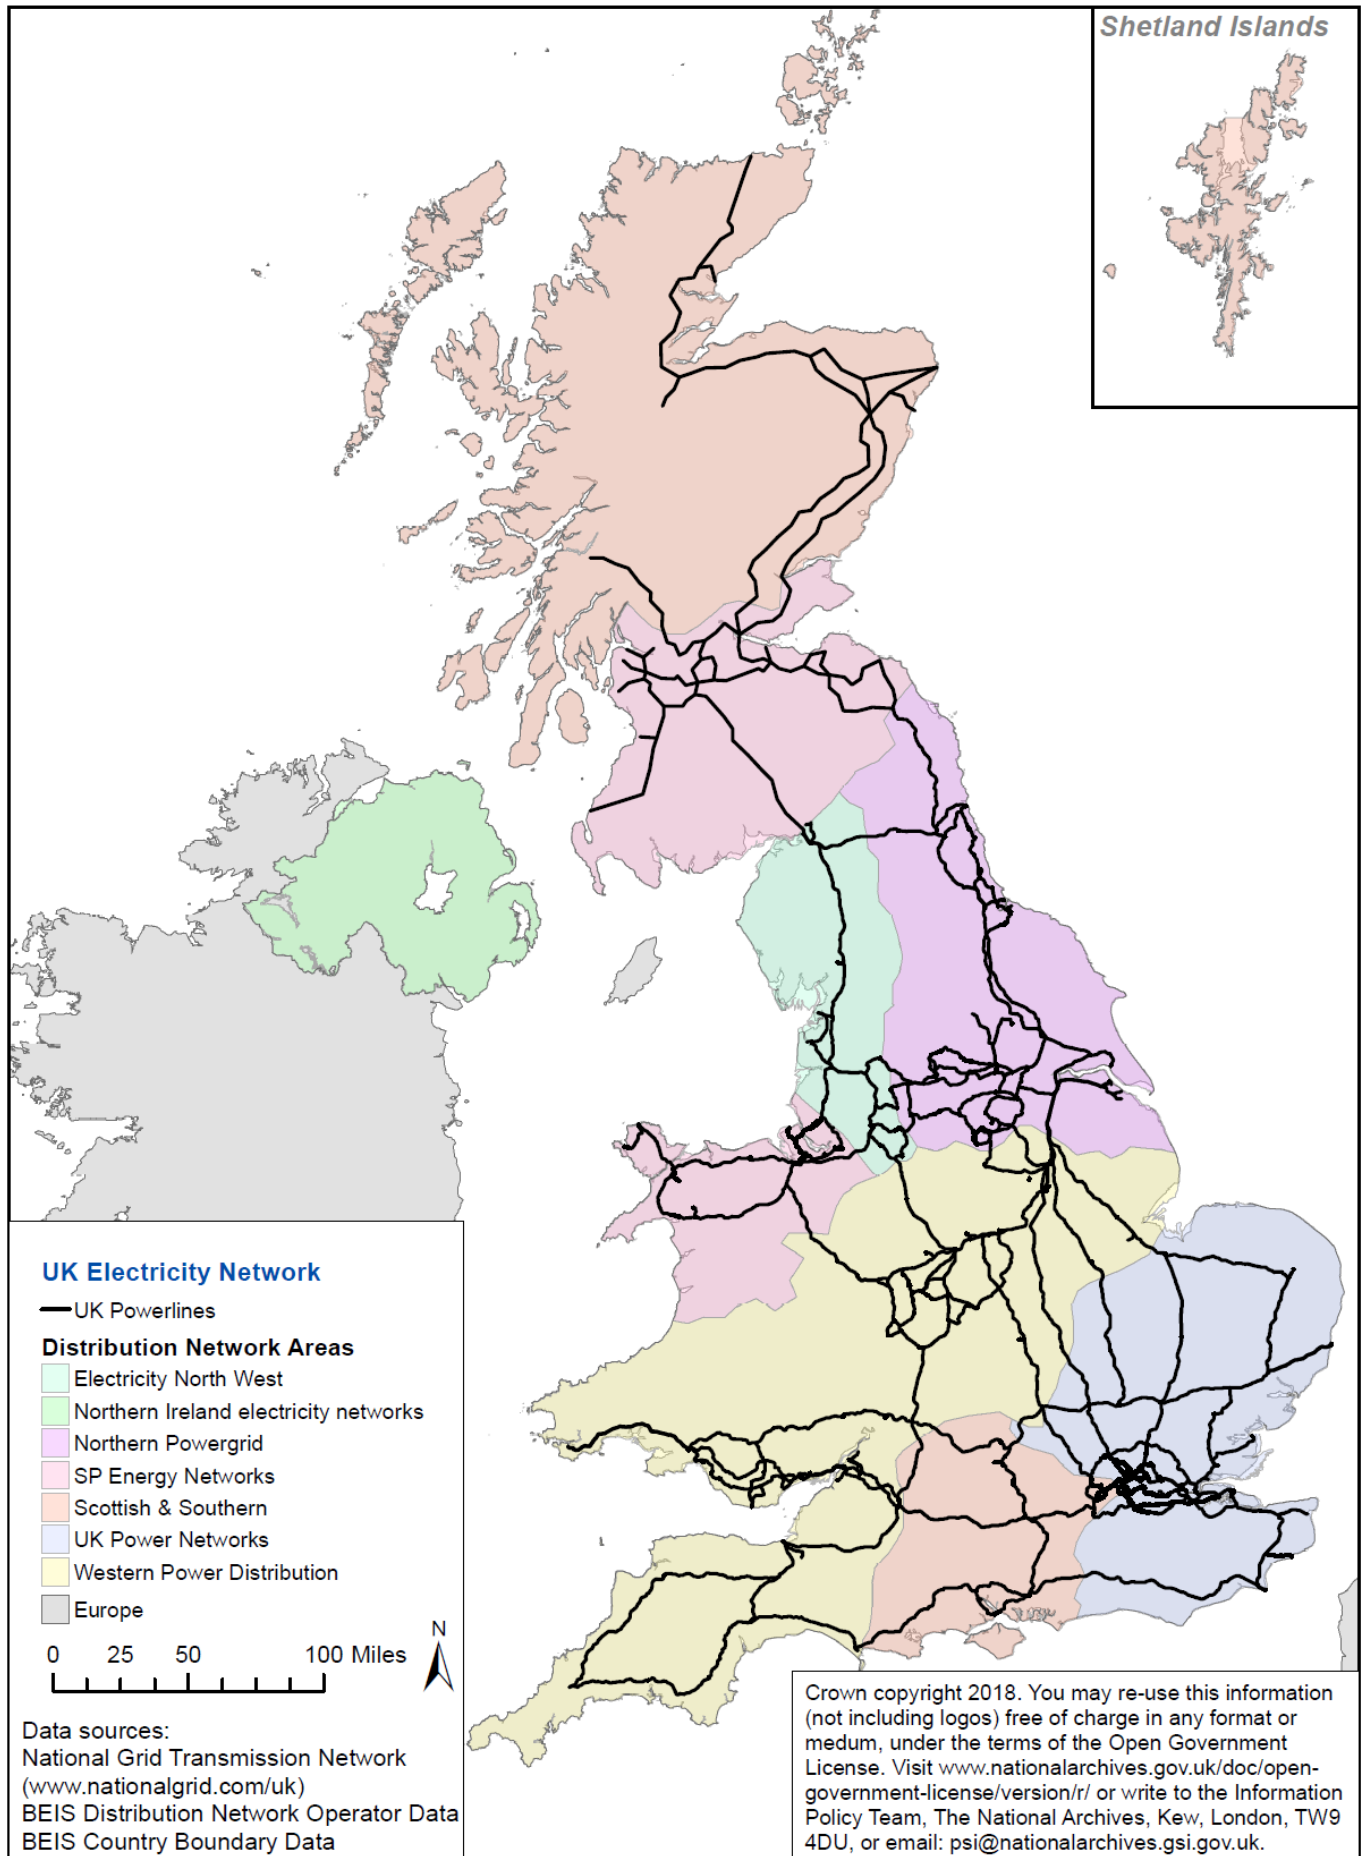 Shetland Islands
UK Electricity Network
UK Powerlines
Distribution Network Areas
Electricity North West
Northern Ireland electricity networks
Northern Powergrid
SP Energy Networks
Scottish & Southern
UK Power Networks
Western Power Distribution
Europe
N
0 25 50 100 Miles
Data sources:
National Grid Transmission Network
(www.nationalgrid.com/uk)
BEIS Distribution Network Operator Data
BEIS Country Boundary Data
Crown copyright 2018. You may re-use this information
(not including logos) free of charge in any format or
medum, under the terms of the Open Government
License. Visit www.nationalarchives.gov.uk/doc/open-
government-license/version/r/ or write to the Information
Policy Team, The National Archives, Kew, London, TW9
4DU, or email: psi@nationalarchives.gsi.gov.uk.